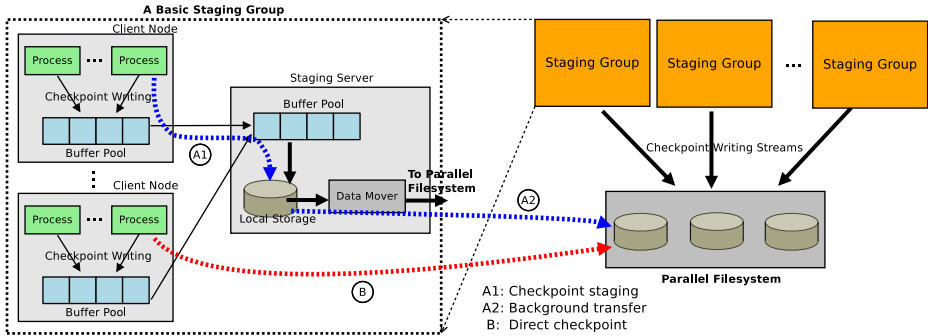 A Basic Staging Group
Client Node
Process
Process
Checkpoint Writing
Buffer Pool
A1
Staging Server
Buffer Pool
Local Storage
Data Mover
To Parallel
Filesystem
Client Node
Process
Process
Checkpoint Writing
Buffer Pool
B
A2
Staging Group
Staging Group
Staging Group
Checkpoint Writing Streams
Parallel Filesystem
A1: Checkpoint staging
A2: Background transfer
B: Direct checkpoint